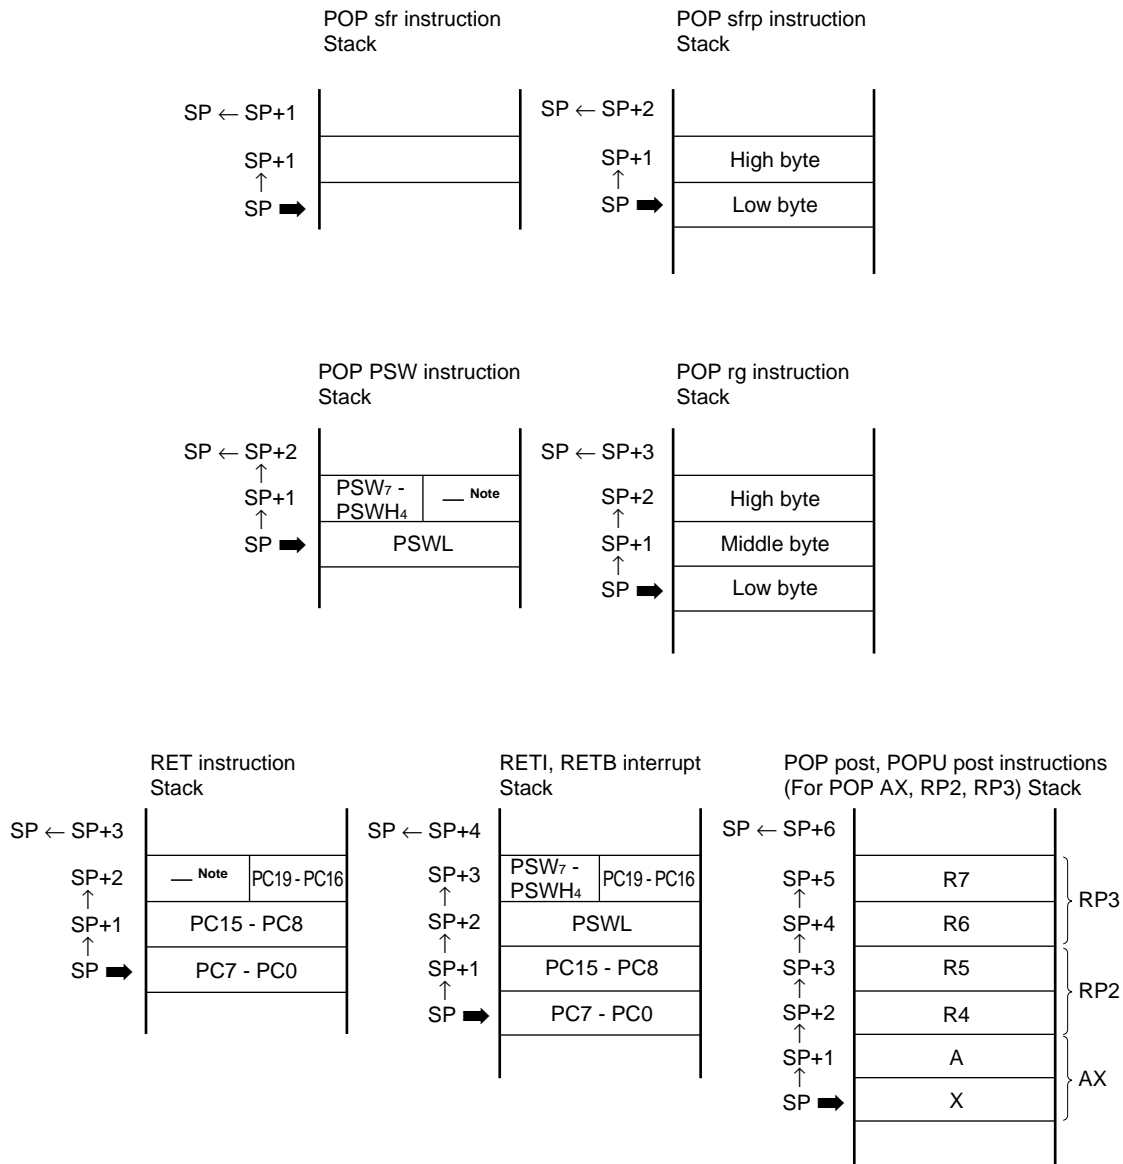 POP sfr instruction
Stack
SP ← SP+1
SP+1
↑
SP
POP sfrp instruction
Stack
SP ← SP+2
SP+1
↑
SP
High byte
Low byte
POP PSW instruction
Stack
SP ← SP+2
↑
SP+1
↑
SP
PSW7 -
PSWH4
— Note
PSWL
POP rg instruction
Stack
SP ← SP+3
SP+2
↑
SP+1
↑
SP
High byte
Middle byte
Low byte
RET instruction
Stack
SP ← SP+3
SP+2
↑
SP+1
↑
SP
— Note
PC19 - PC16
PC15 - PC8
PC7 - PC0
RETI, RETB interrupt
Stack
SP ← SP+4
SP+3
↑
SP+2
↑
SP+1
↑
SP
PSW7 -
PSWH4
PC19 - PC16
PSWL
PC15 - PC8
PC7 - PC0
POP post, POPU post instructions
(For POP AX, RP2, RP3) Stack
SP ← SP+6
SP+5
↑
SP+4
↑
SP+3
↑
SP+2
↑
SP+1
↑
SP
R7
R6
R5
R4
A
X
RP3
RP2
AX